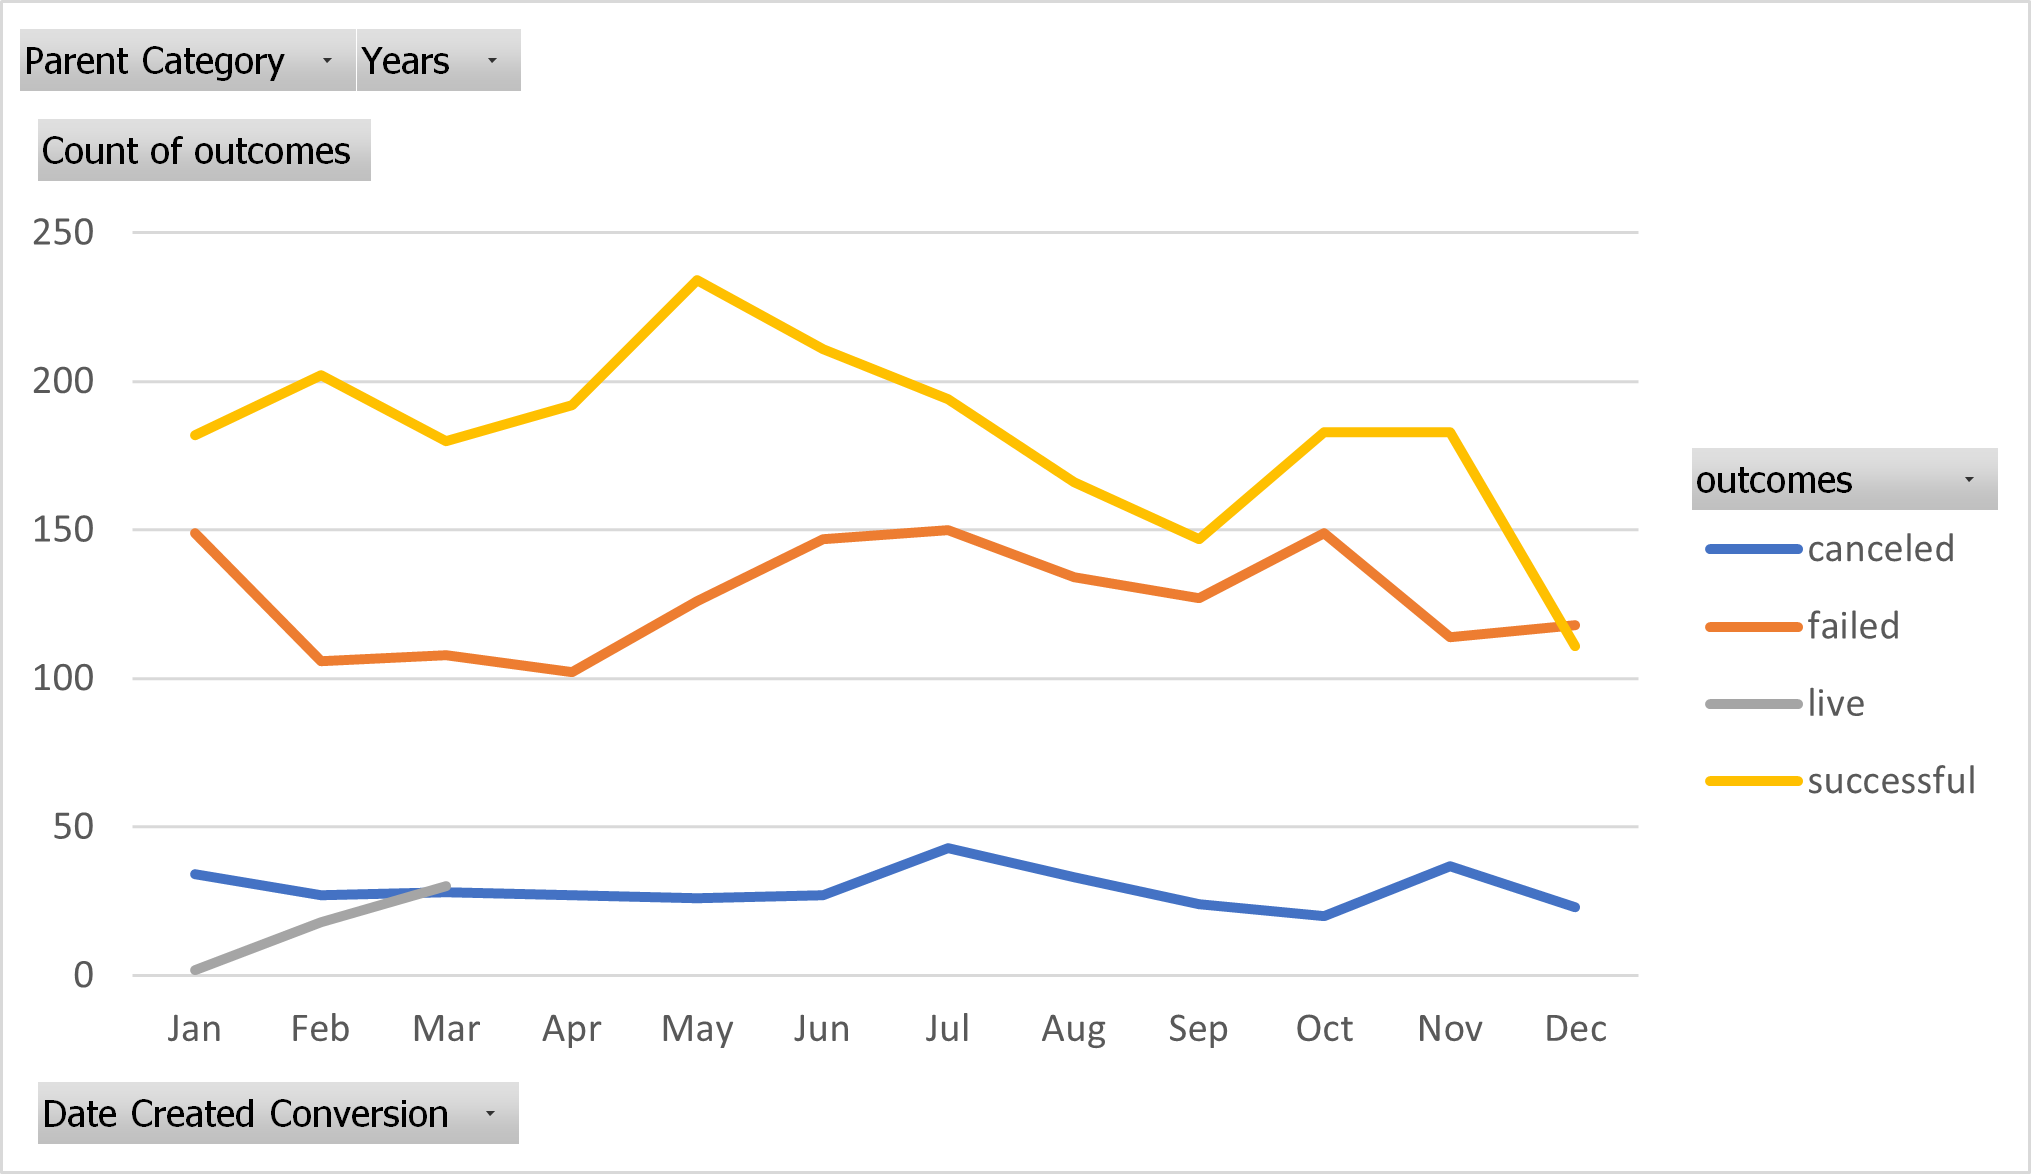 Parent Category Years
Count of outcomes
250
200
150
100
50
0
Jan Feb Mar Apr May Jun Jul Aug Sep Oct Nov Dec
outcomes
canceled
failed
live
successful
Date Created Conversion